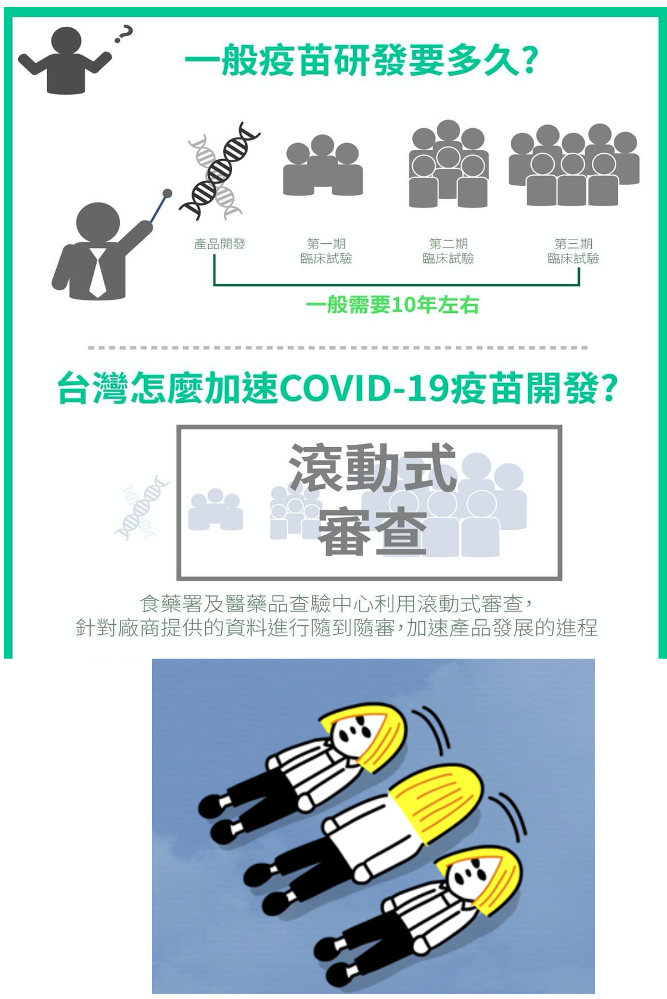 ?
一般疫苗研發要多久?
產品開發
第一期
臨床試驗
第二期
臨床試驗
第三期
臨床試驗
一般需要10年左右
台灣怎麼加速COVID-19疫苗開發?
滾動式
審查
食藥署及醫藥品查驗中心利用滾動式審查,
針對廠商提供的資料進行隨到隨審,加速產品發展的進程